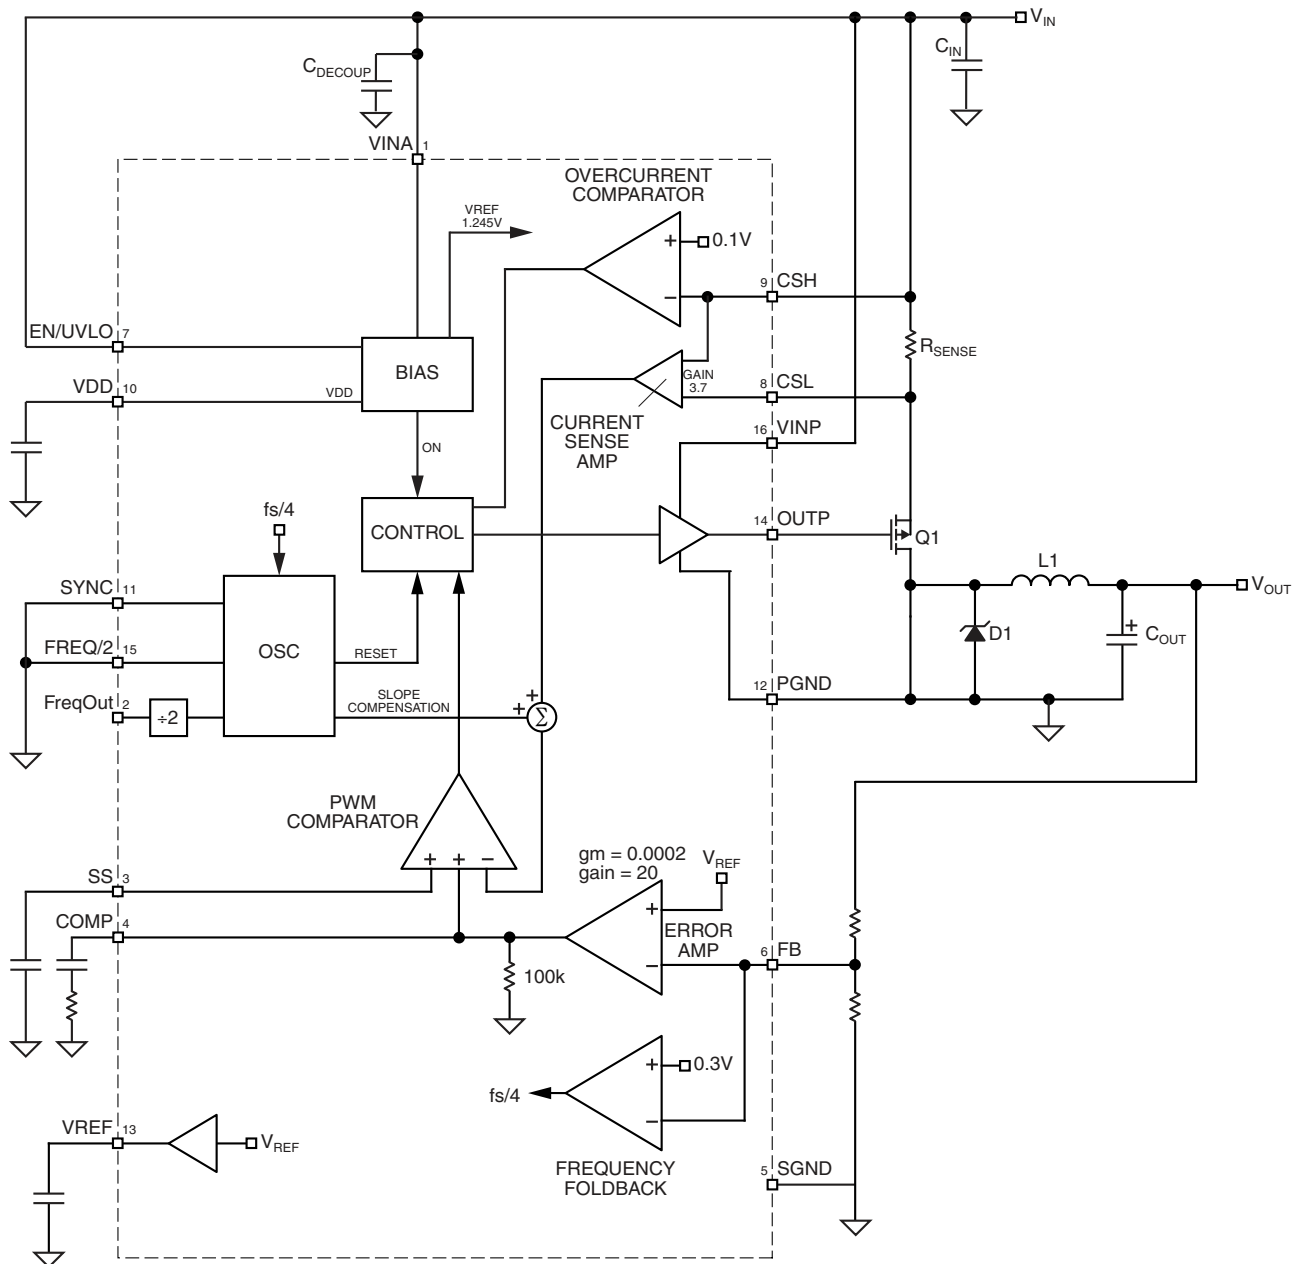 VIN
CIN
CDECOUP
VINA 1
OVERCURRENT
COMPARATOR
VREF
1.245V
+
0.1V
−
9 CSH
EN/UVLO 7
RSENSE
BIAS
GAIN
3.7
8 CSL
VDD 10
VDD
CURRENT
SENSE
AMP
16 VINP
ON
fs/4
CONTROL
14 OUTP
Q1
L1
SYNC 11
VOUT
FREQ/2 15
OSC
RESET
D1
+
COUT
12 PGND
FreqOut 2
÷2
SLOPE
COMPENSATION
+
+
Σ
PWM
COMPARATOR
+ + −
gm = 0.0002
gain = 20
VREF
SS 3
+
COMP 4
ERROR
AMP
−
6 FB
100k
+
0.3V
fs/4
−
VREF 13
VREF
FREQUENCY
FOLDBACK
5 SGND